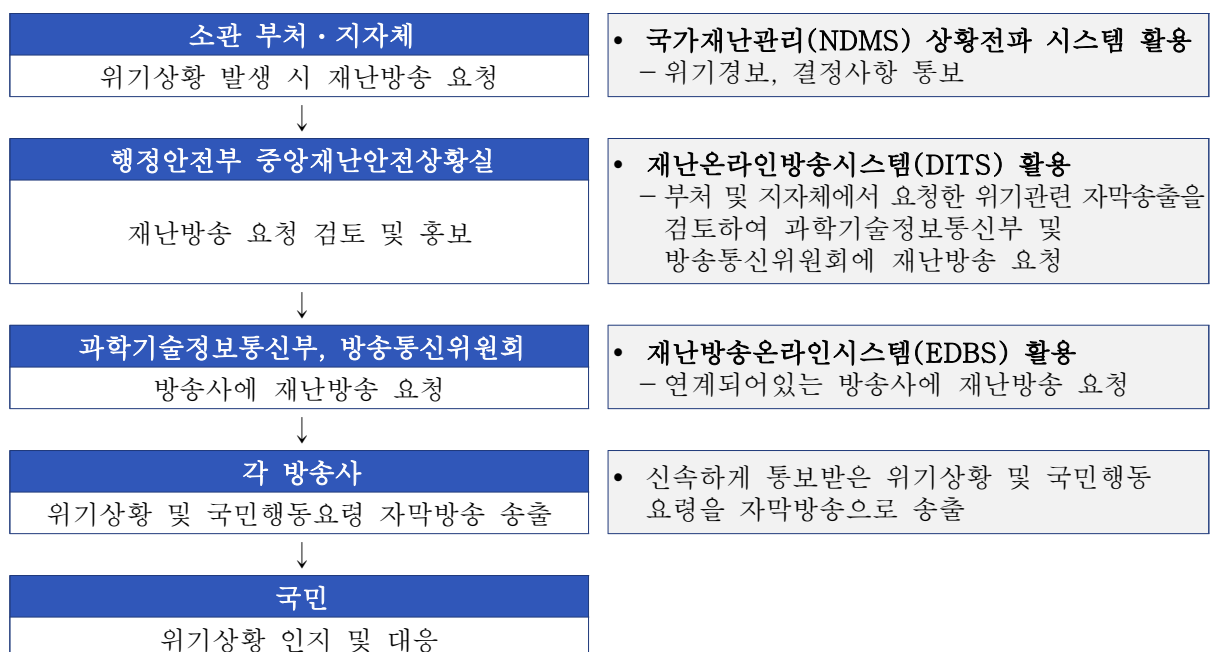 소관 부처·지자체
위기상황 발생 시 재난방송 요청
• 국가재난관리(NDMS) 상황전파 시스템 활용
– 위기경보, 결정사항 통보
↓
행정안전부 중앙재난안전상황실
재난방송 요청 검토 및 홍보
• 재난온라인방송시스템(DITS) 활용
– 부처 및 지자체에서 요청한 위기관련 자막송출을
검토하여 과학기술정보통신부 및
방송통신위원회에 재난방송 요청
↓
과학기술정보통신부, 방송통신위원회
방송사에 재난방송 요청
• 재난방송온라인시스템(EDBS) 활용
– 연계되어있는 방송사에 재난방송 요청
↓
각 방송사
위기상황 및 국민행동요령 자막방송 송출
• 신속하게 통보받은 위기상황 및 국민행동
요령을 자막방송으로 송출
↓
국민
위기상황 인지 및 대응